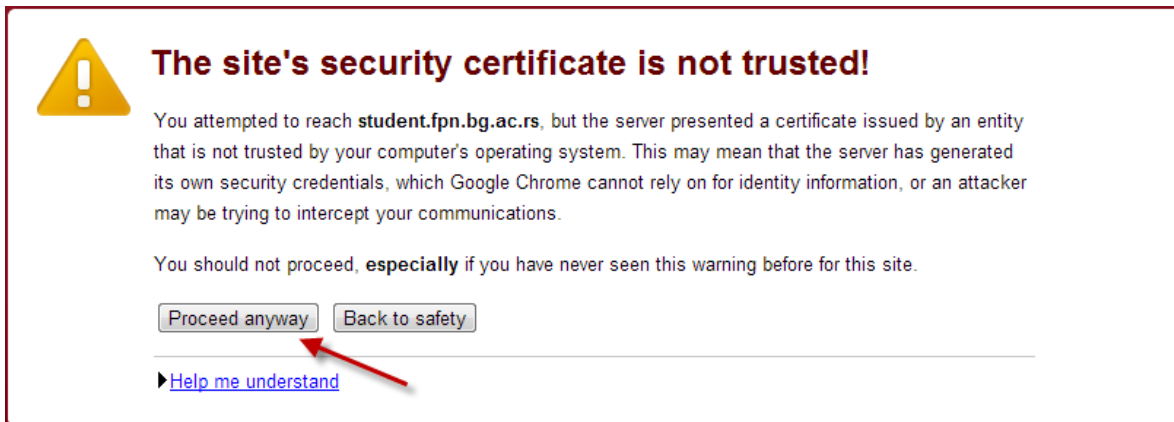 The site's security certificate is not trusted!
You attempted to reach student.fpn.bg.ac.rs, but the server presented a certificate issued by an entity
that is not trusted by your computer's operating system. This may mean that the server has generated
its own security credentials, which Google Chrome cannot rely on for identity information, or an attacker
may be trying to intercept your communications.
You should not proceed, especially if you have never seen this warning before for this site.
Proceed anyway Back to safety
Help me understand